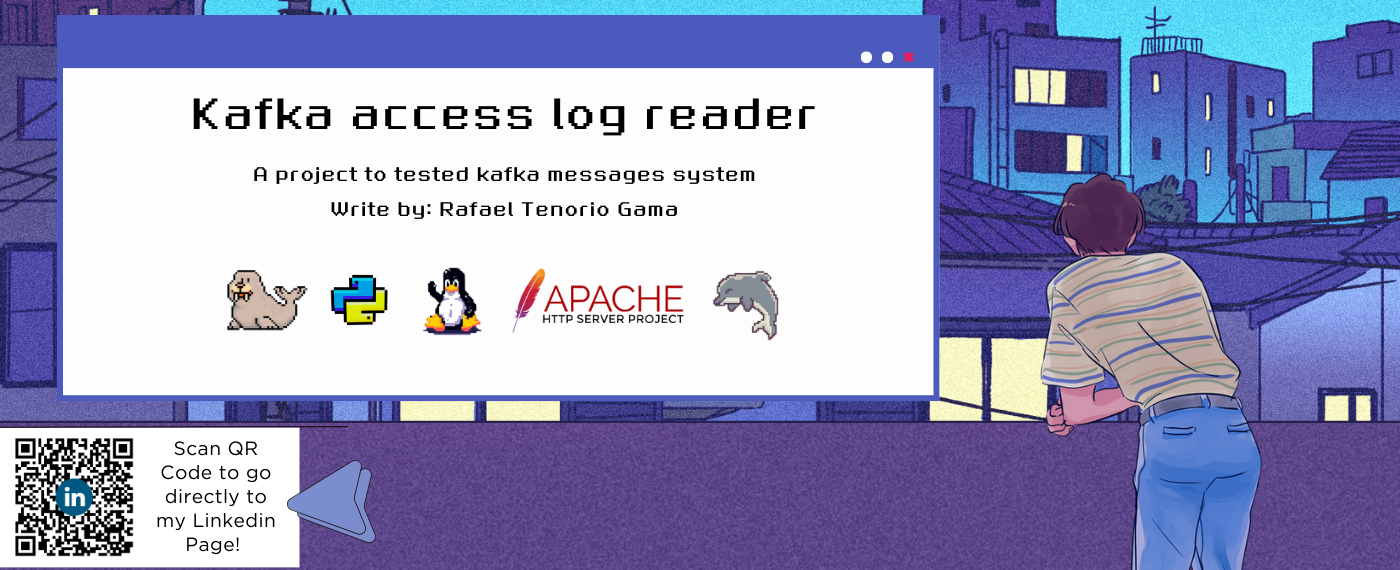 Kafka access log reader
A project to tested kafka messages system
Write by: Rafael Tenorio Gama
APACHE
HTTP SERVER PROJECT
Scan QR
Code to go
directly to
my Linkedin
Page!
in